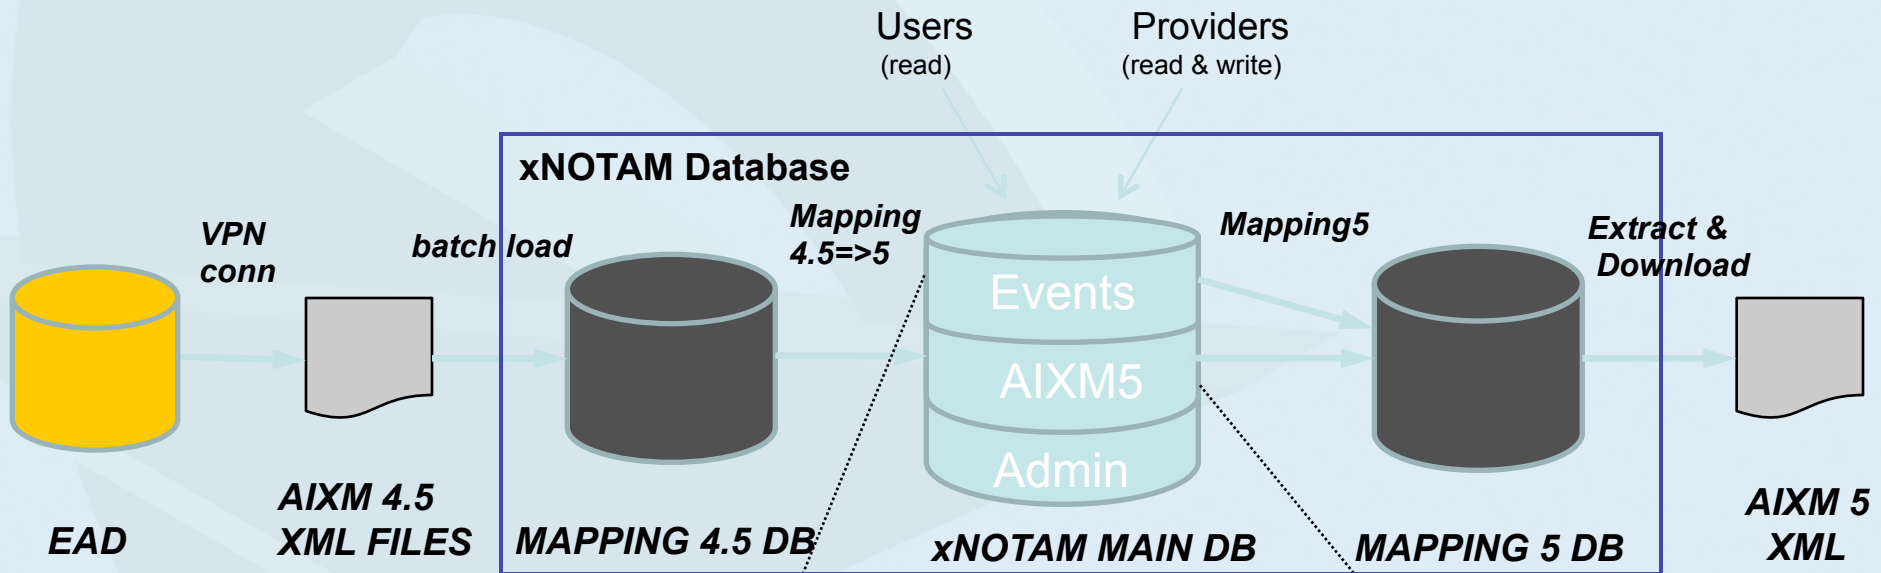 Users
(read)
Providers
(read & write)
xNOTAM Database
VPN
conn
batch load
Mapping
4.5=>5
Mapping5
Extract &
Download
Events
AIXM5
Admin
EAD
AIXM 4.5
XML FILES
MAPPING 4.5 DB
xNOTAM MAIN DB
MAPPING 5 DB
AIXM 5
XML